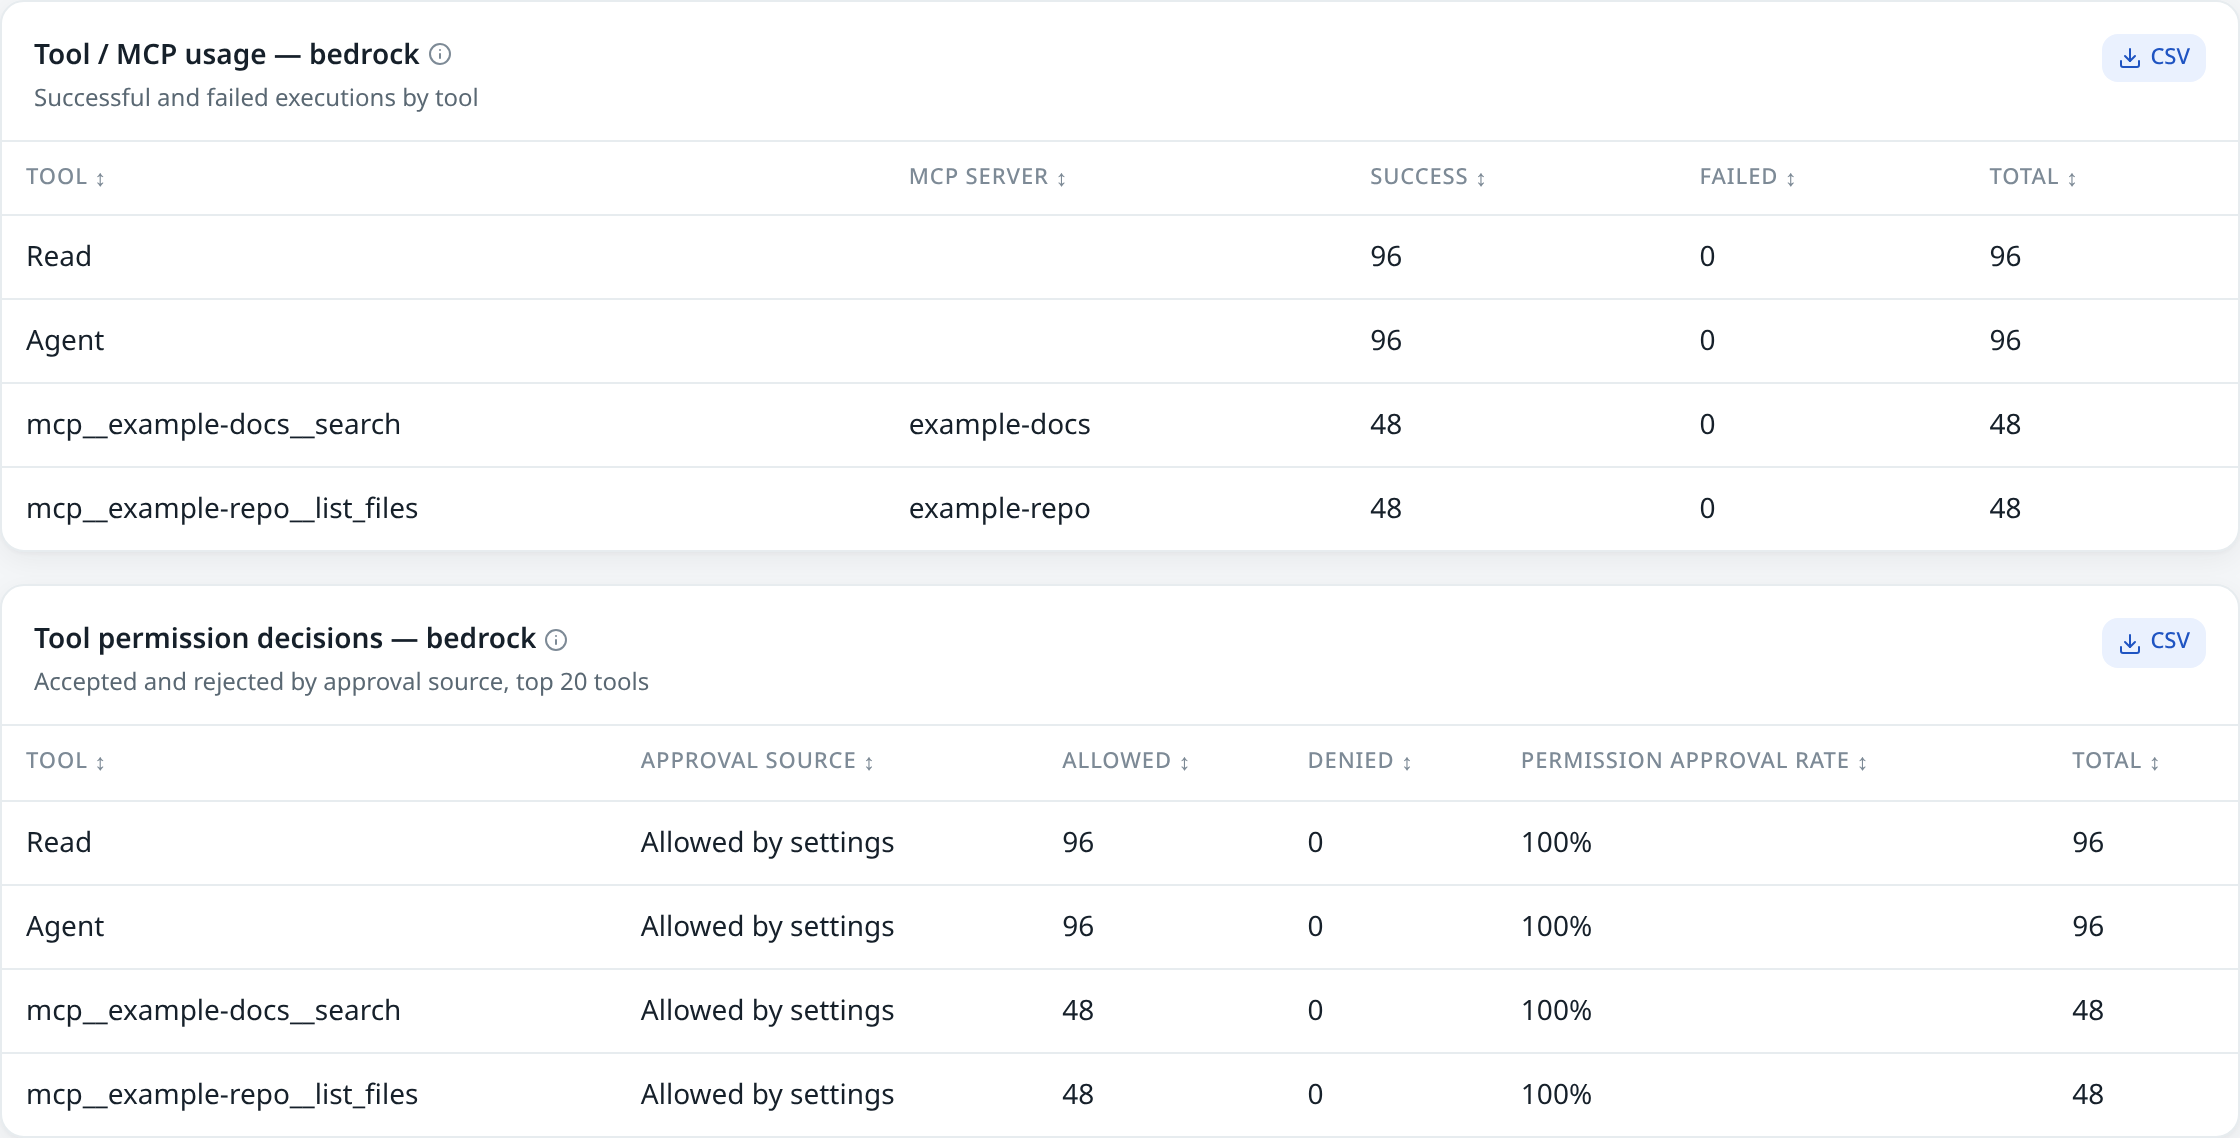 Tool / MCP usage — bedrock
CSV
Successful and failed executions by tool
TOOL ↕ MCP SERVER ↕ SUCCESS ↕ FAILED ↕ TOTAL ↕
Read 96 0 96
Agent 96 0 96
mcp__example-docs__search example-docs 48 0 48
mcp__example-repo__list_files example-repo 48 0 48
Tool permission decisions — bedrock
CSV
Accepted and rejected by approval source, top 20 tools
TOOL ↕ APPROVAL SOURCE ↕ ALLOWED ↕ DENIED ↕ PERMISSION APPROVAL RATE ↕ TOTAL ↕
Read Allowed by settings 96 0 100% 96
Agent Allowed by settings 96 0 100% 96
mcp__example-docs__search Allowed by settings 48 0 100% 48
mcp__example-repo__list_files Allowed by settings 48 0 100% 48